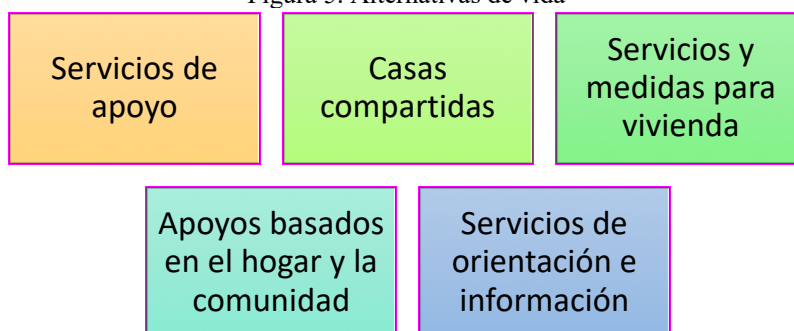 Figura 5. Alternativas de vida
Servicios de
apoyo
Casas
compartidas
Servicios y
medidas para
vivienda
Apoyos basados
en el hogar y la
comunidad
Servicios de
orientación e
información